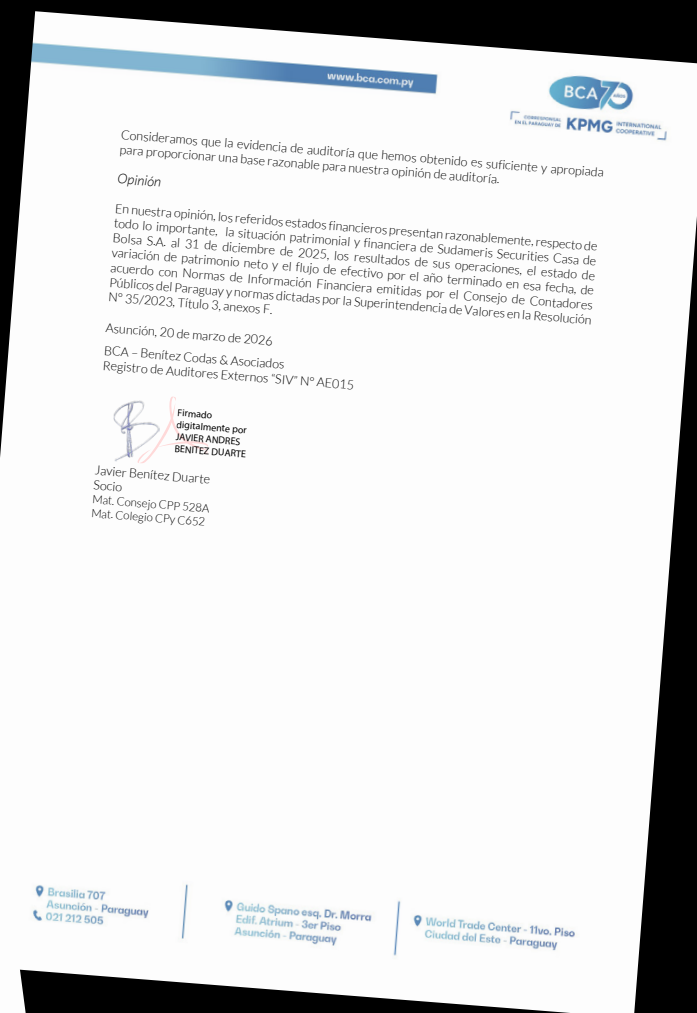 www.bca.com.py
BCA 70 años
CORRESPONSAL
EN EL PARAGUAY DE
KPMG INTERNATIONAL
COOPERATIVE
Consideramos que la evidencia de auditoría que hemos obtenido es suficiente y apropiada
para proporcionar una base razonable para nuestra opinión de auditoría.
Opinión
En nuestra opinión, los referidos estados financieros presentan razonablemente, respecto de
todo lo importante, la situación patrimonial y financiera de Sudameris Securities Casa de
Bolsa S.A. al 31 de diciembre de 2025, los resultados de sus operaciones, el estado de
variación de patrimonio neto y el flujo de efectivo por el año terminado en esa fecha, de
acuerdo con Normas de Información Financiera emitidas por el Consejo de Contadores
Públicos del Paraguay y normas dictadas por la Superintendencia de Valores en la Resolución
N° 35/2023, Título 3, anexos F.
Asunción, 20 de marzo de 2026
BCA – Benítez Codas & Asociados
Registro de Auditores Externos "SIV" N° AE015
Firmado
digitalmente por
JAVIER ANDRES
BENITEZ DUARTE
Javier Benítez Duarte
Socio
Mat. Consejo CPP 528A
Mat. Colegio CPy C652
Brasilia 707
Asunción - Paraguay
021 212 505
Guido Spano esq. Dr. Morra
Edif. Atrium - 3er Piso
Asunción - Paraguay
World Trade Center - 11vo. Piso
Ciudad del Este - Paraguay